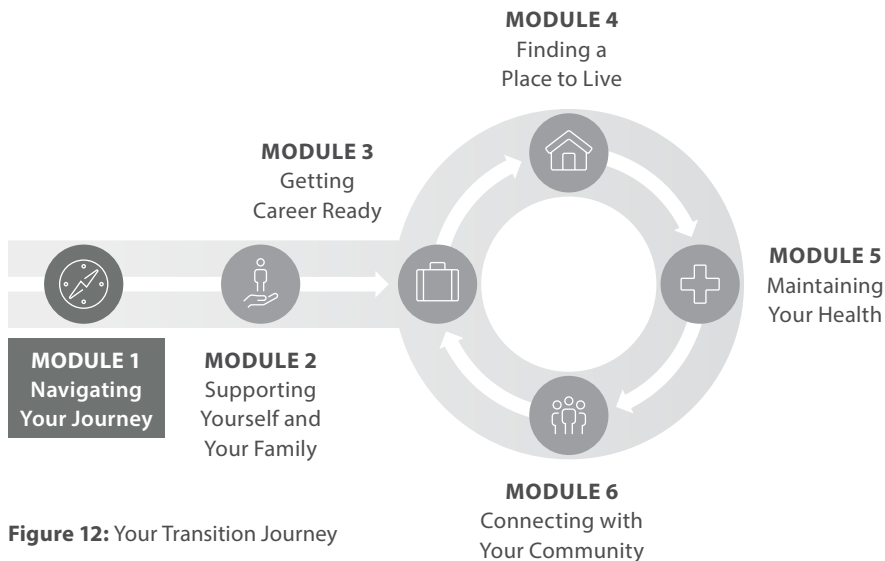 MODULE 4
Finding a
Place to Live
MODULE 3
Getting
Career Ready
MODULE 5
Maintaining
Your Health
MODULE 1
Navigating
Your Journey
MODULE 2
Supporting
Yourself and
Your Family
MODULE 6
Connecting with
Your Community
Figure 12: Your Transition Journey